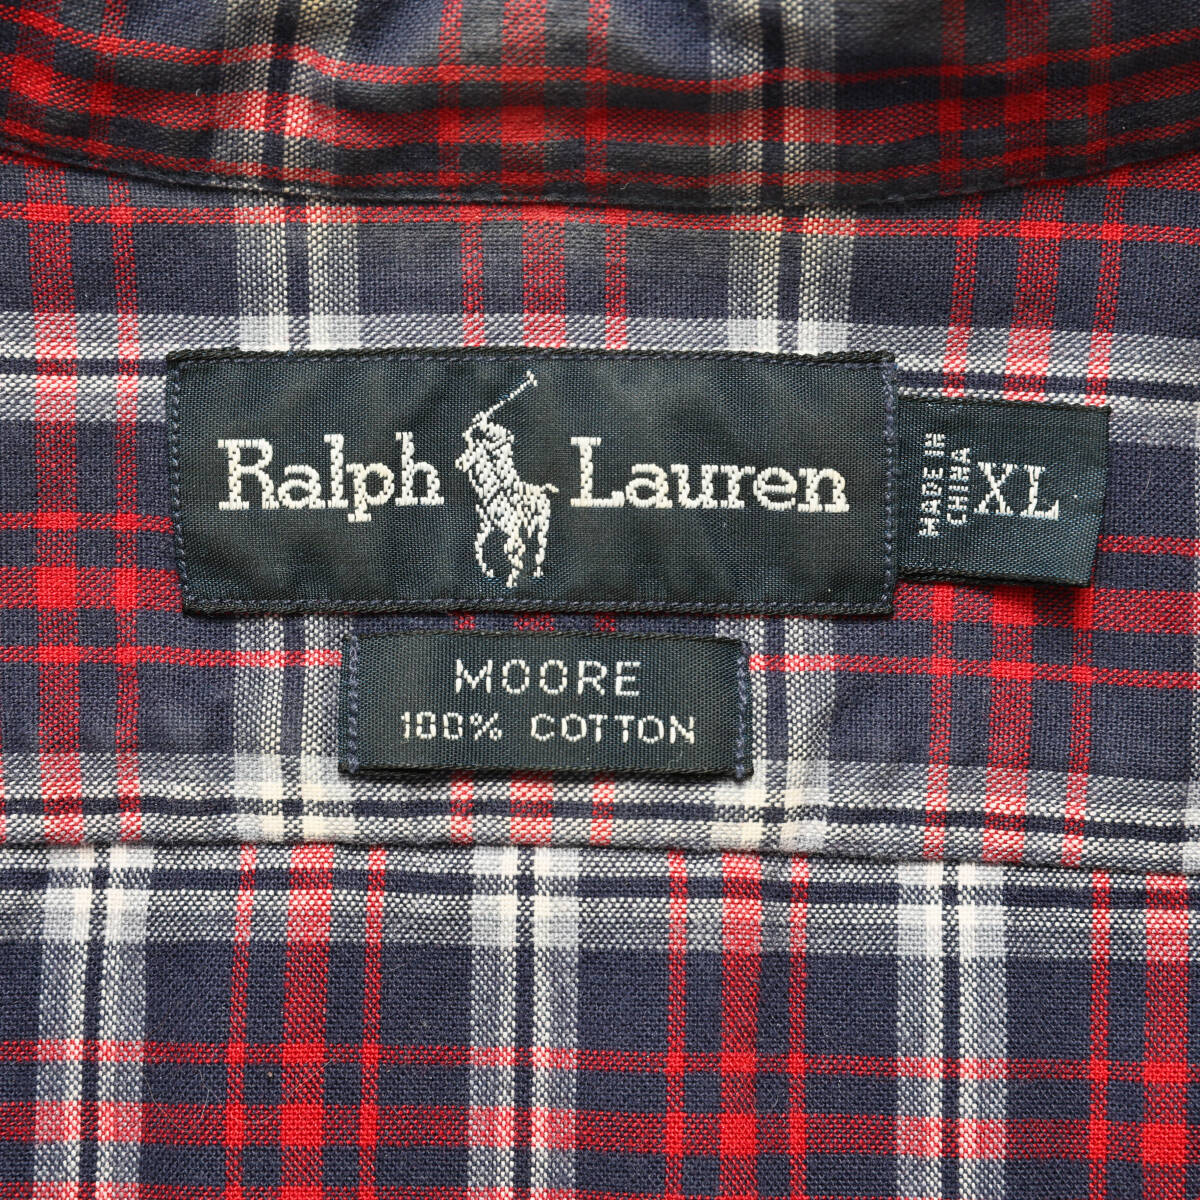 Ralph Lauren
MADE IN
CHINA
XL
MOORE
100% COTTON